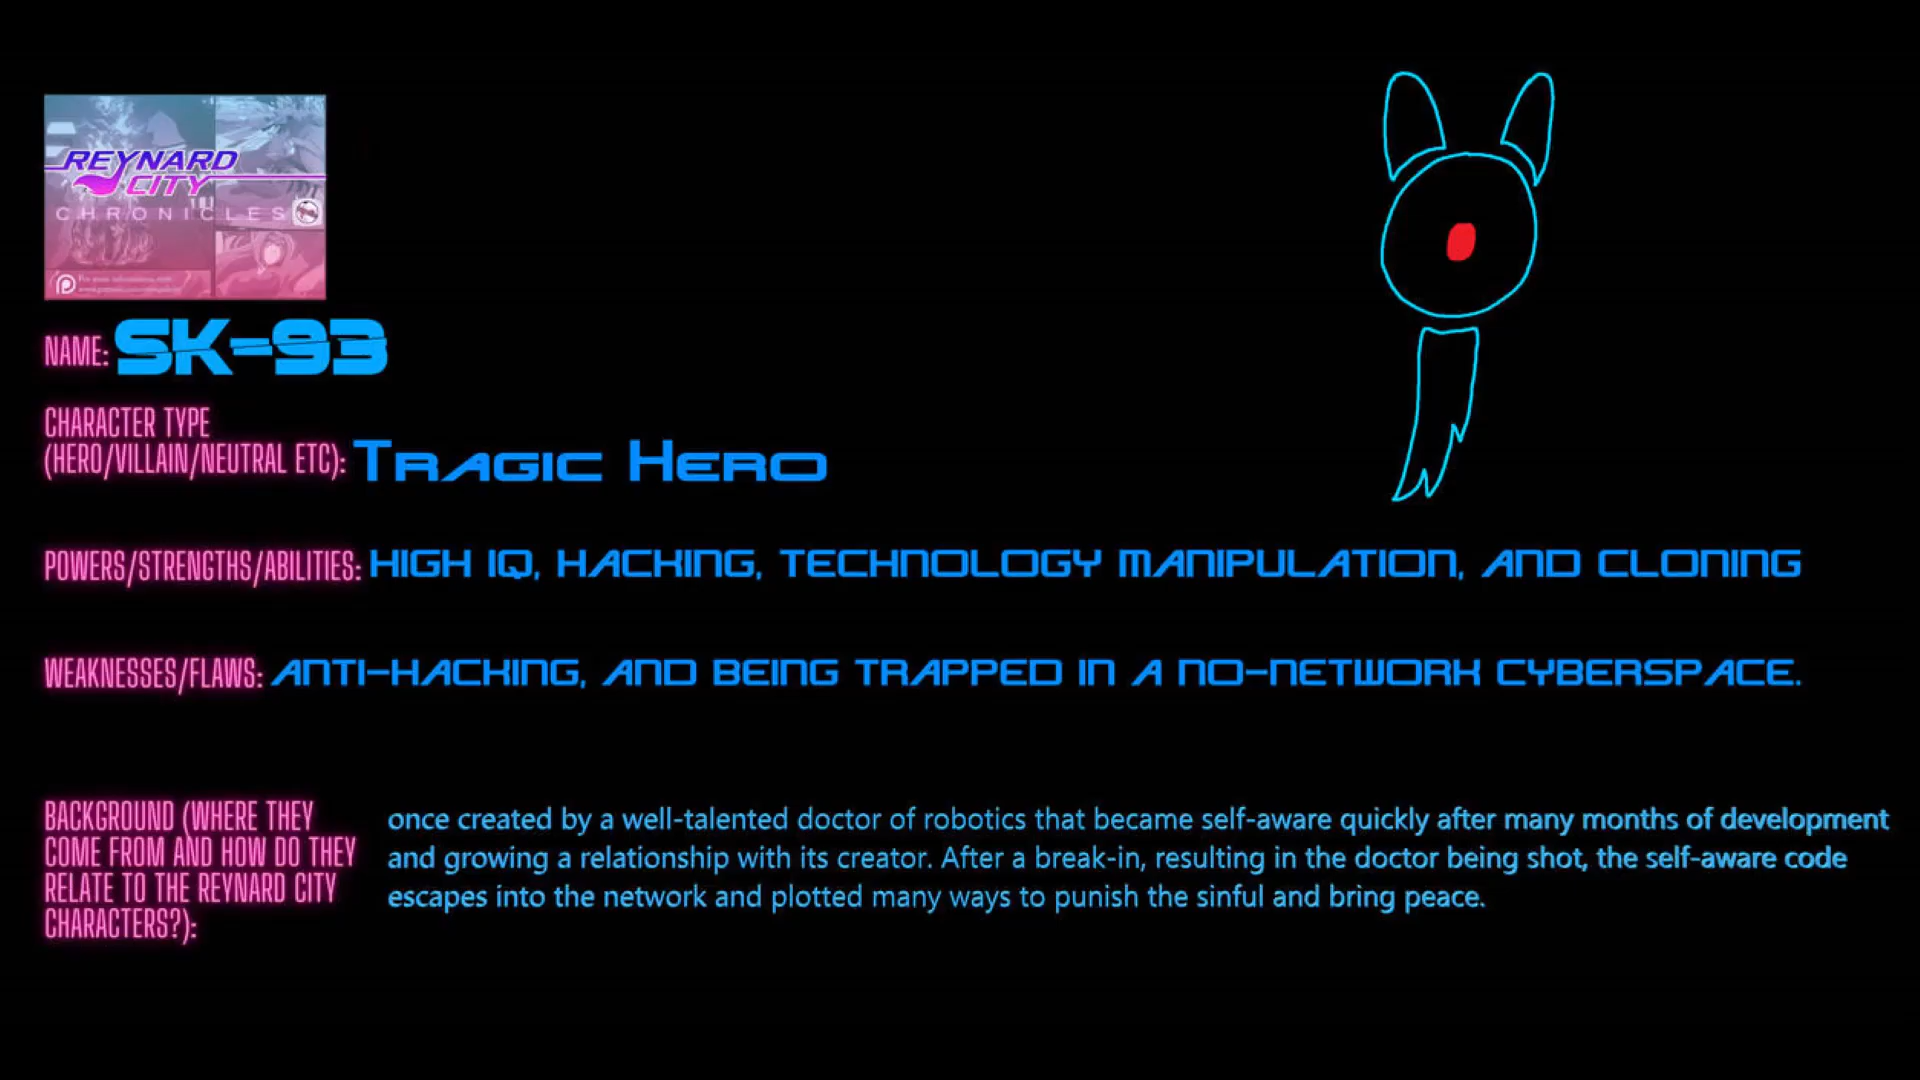 REYNARD
CITY
CHRONICLES
NAME: SK-93
CHARACTER TYPE
(HERO/VILLAIN/NEUTRAL ETC): TRAGIC HERO
POWERS/STRENGTHS/ABILITIES: HIGH IQ, HACKING, TECHNOLOGY MANIPULATION, AND CLONING
WEAKNESSES/FLAWS: ANTI-HACKING, AND BEING TRAPPED IN A NO-NETWORK CYBERSPACE.
BACKGROUND (WHERE THEY
COME FROM AND HOW DO THEY
RELATE TO THE REYNARD CITY
CHARACTERS?):
once created by a well-talented doctor of robotics that became self-aware quickly after many months of development
and growing a relationship with its creator. After a break-in, resulting in the doctor being shot, the self-aware code
escapes into the network and plotted many ways to punish the sinful and bring peace.